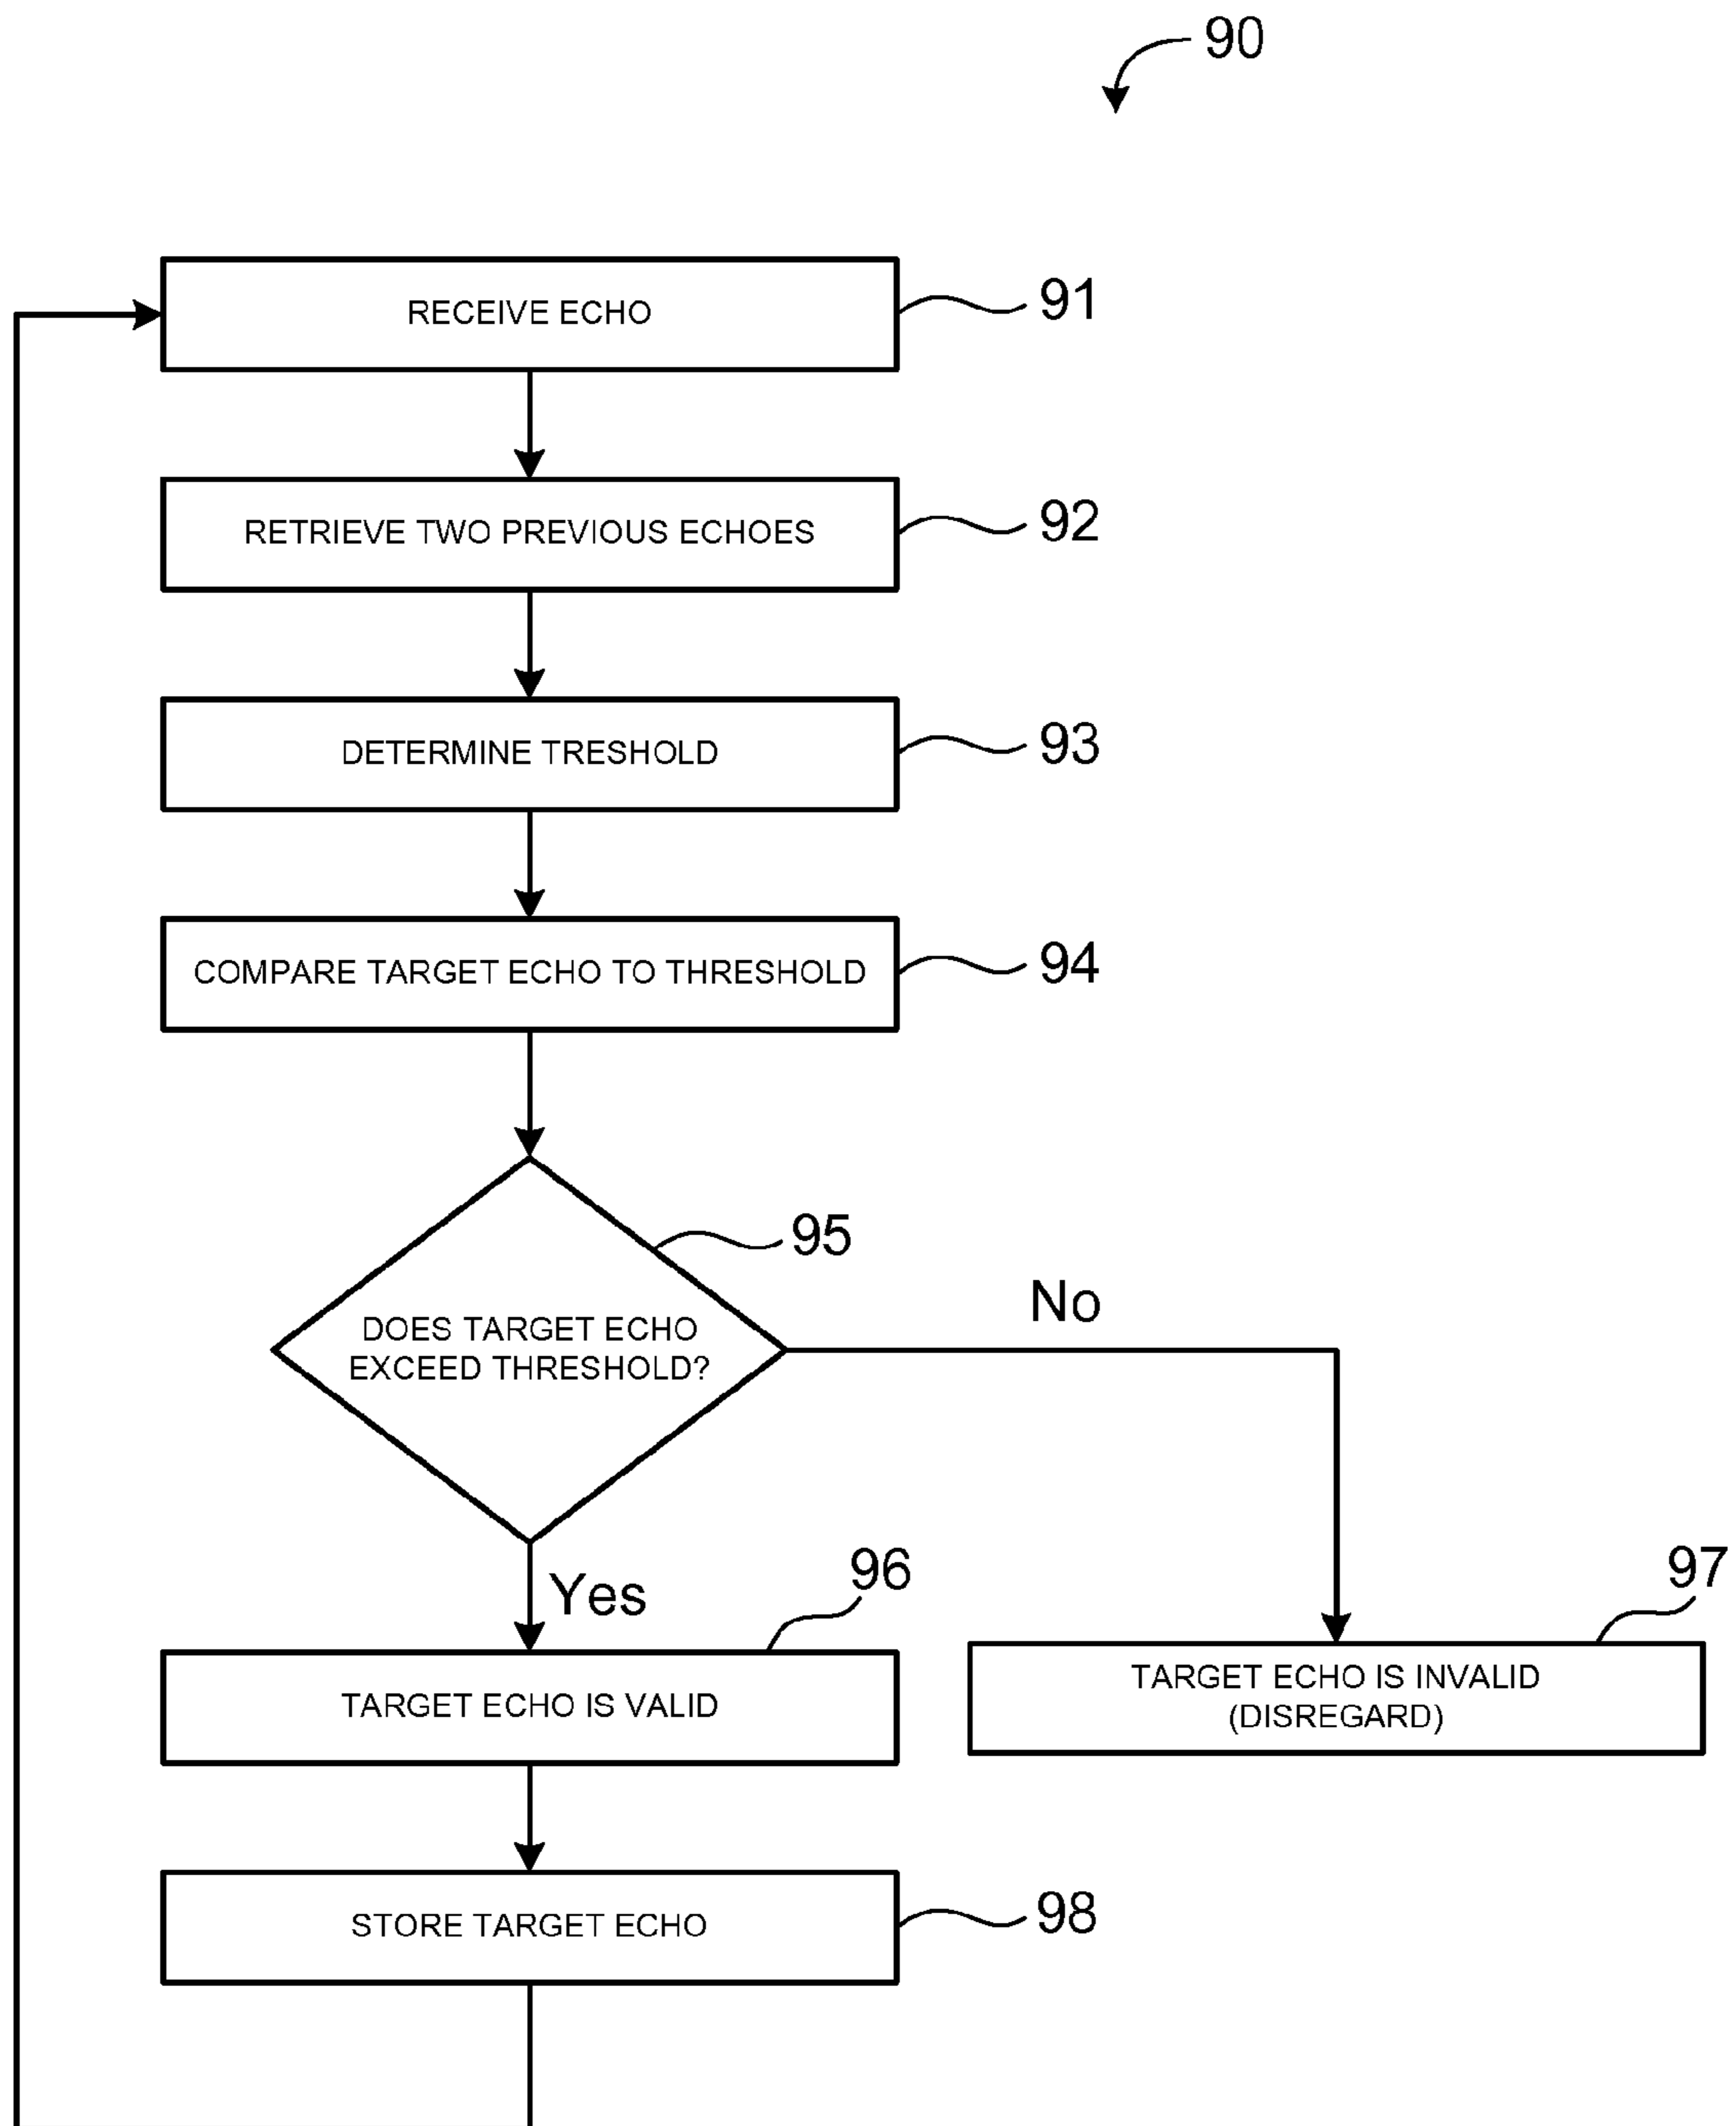 90
RECEIVE ECHO
91
RETRIEVE TWO PREVIOUS ECHOES
92
DETERMINE TRESHOLD
93
COMPARE TARGET ECHO TO THRESHOLD
94
95
DOES TARGET ECHO
EXCEED THRESHOLD?
No
Yes
96
97
TARGET ECHO IS VALID
TARGET ECHO IS INVALID
(DISREGARD)
STORE TARGET ECHO
98